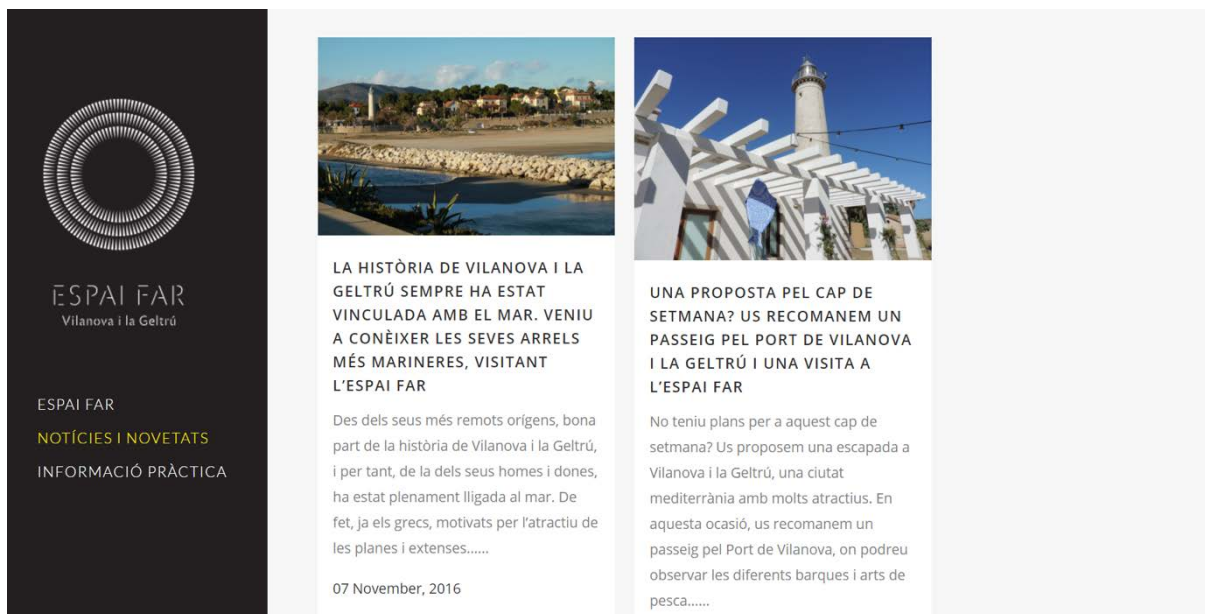 ESPAI FAR
Vilanova i la Geltrú
ESPAI FAR
NOTÍCIES I NOVETATS
INFORMACIÓ PRÀCTICA
LA HISTÒRIA DE VILANOVA I LA
GELTRÚ SEMPRE HA ESTAT
VINCULADA AMB EL MAR. VENIU
A CONÈIXER LES SEVES ARRELS
MÉS MARINERES, VISITANT
L'ESPAI FAR
Des dels seus més remots orígens, bona
part de la història de Vilanova i la Geltrú,
i per tant, de la dels seus homes i dones,
ha estat plenament lligada al mar. De
fet, ja els grecs, motivats per l'atractiu de
les planes i extenses......
07 November, 2016
UNA PROPOSTA PEL CAP DE
SETMANA? US RECOMANEM UN
PASSEIG PEL PORT DE VILANOVA
I LA GELTRÚ I UNA VISITA A
L'ESPAI FAR
No teniu plans per a aquest cap de
setmana? Us proposem una escapada a
Vilanova i la Geltrú, una ciutat
mediterrània amb molts atractius. En
aquesta ocasió, us recomanem un
passeig pel Port de Vilanova, on podreu
observar les diferents barques i arts de
pesca......